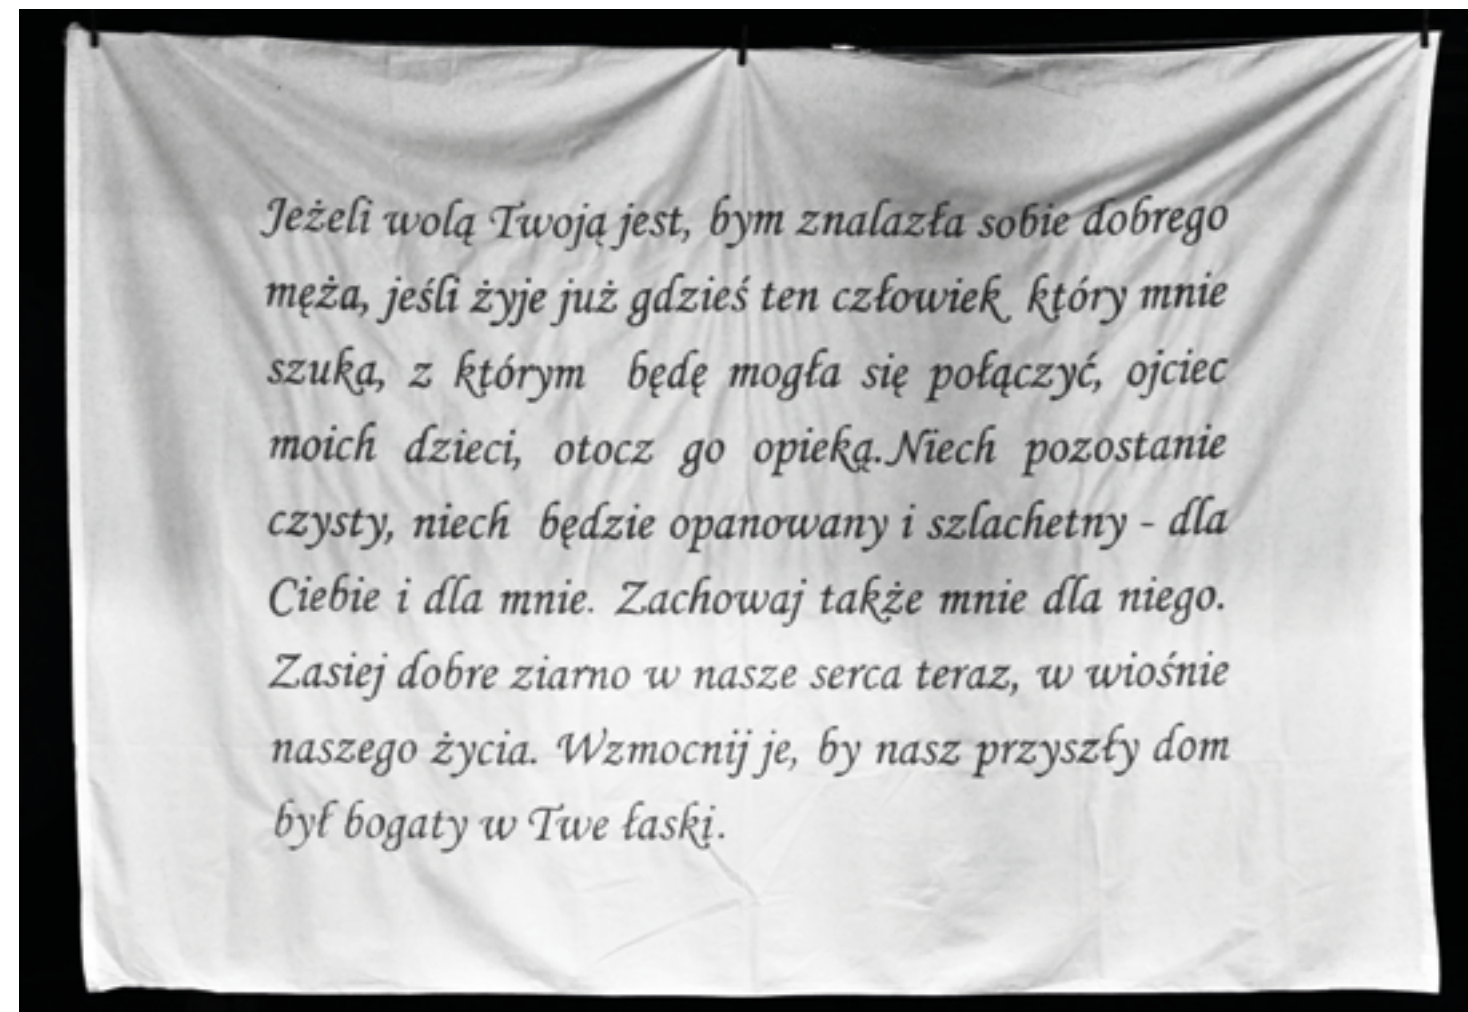 Jeżeli wolą Twoją jest, bym znalazła sobie dobrego
męża, jeśli żyje już gdzieś ten człowiek który mnie
szuka, z którym będę mogła się połączyć, ojciec
moich dzieci, otocz go opieką.Niech pozostanie
czysty, niech będzie opanowany i szlachetny - dla
Ciebie i dla mnie. Zachowaj także mnie dla niego.
Zasiej dobre ziarno w nasze serca teraz, w wiośnie
naszego życia. Wzmocnij je, by nasz przyszły dom
był bogaty w Twe łaski.